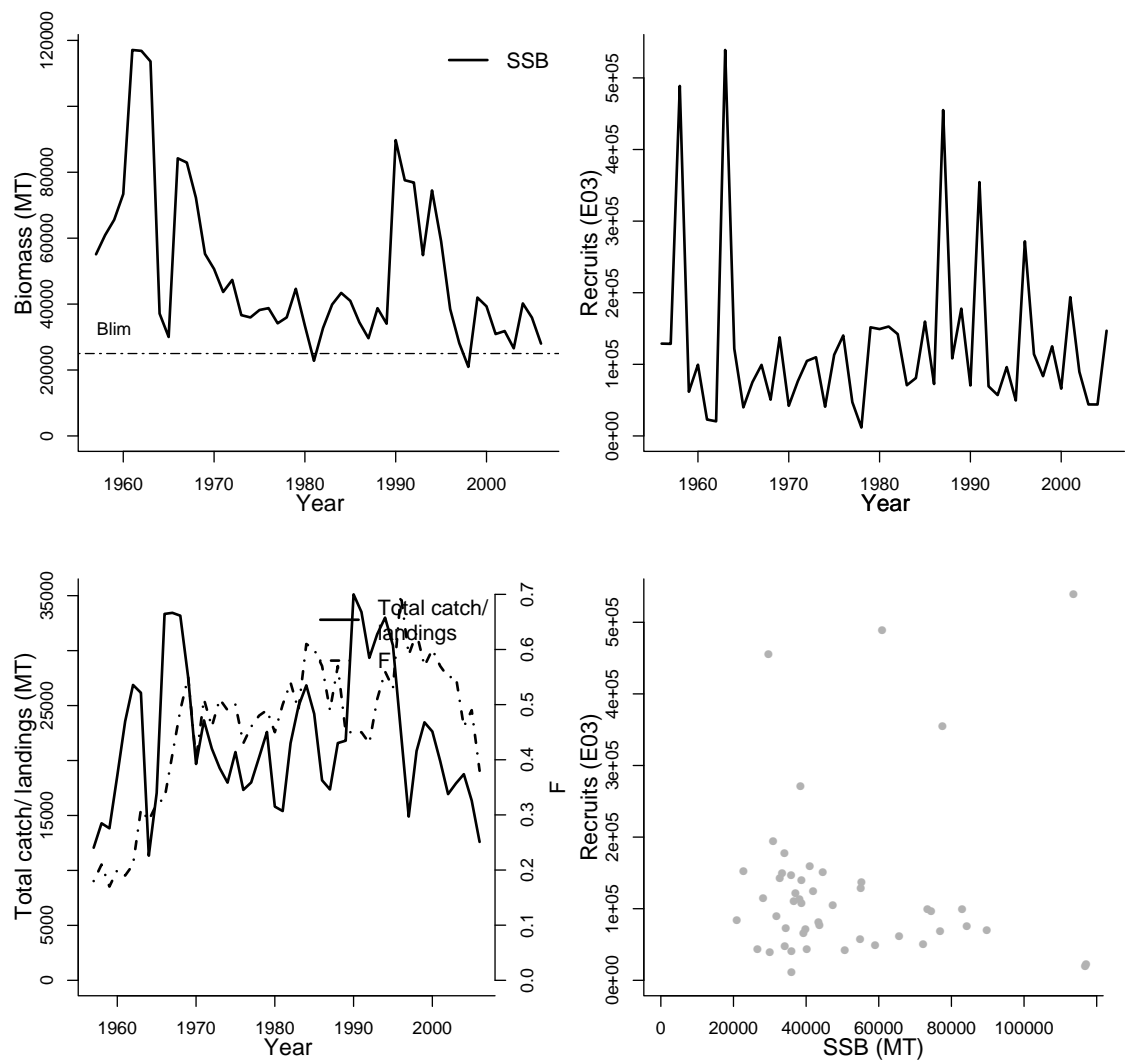 SSB
Biomass (MT)
0
20000
40000
60000
80000
120000
Blim
1960
1970
1980
1990
2000
Year
Recruits (E03)
0e+00
1e+05
2e+05
3e+05
4e+05
5e+05
1960
1970
1980
1990
2000
Year
Total catch/ landings (MT)
0
5000
15000
25000
35000
Total catch/
landings
F
0.0
0.1
0.2
0.3
0.4
0.5
0.6
0.7
F
1960
1970
1980
1990
2000
Year
Recruits (E03)
0e+00
1e+05
2e+05
3e+05
4e+05
5e+05
0
20000
40000
60000
80000
100000
SSB (MT)